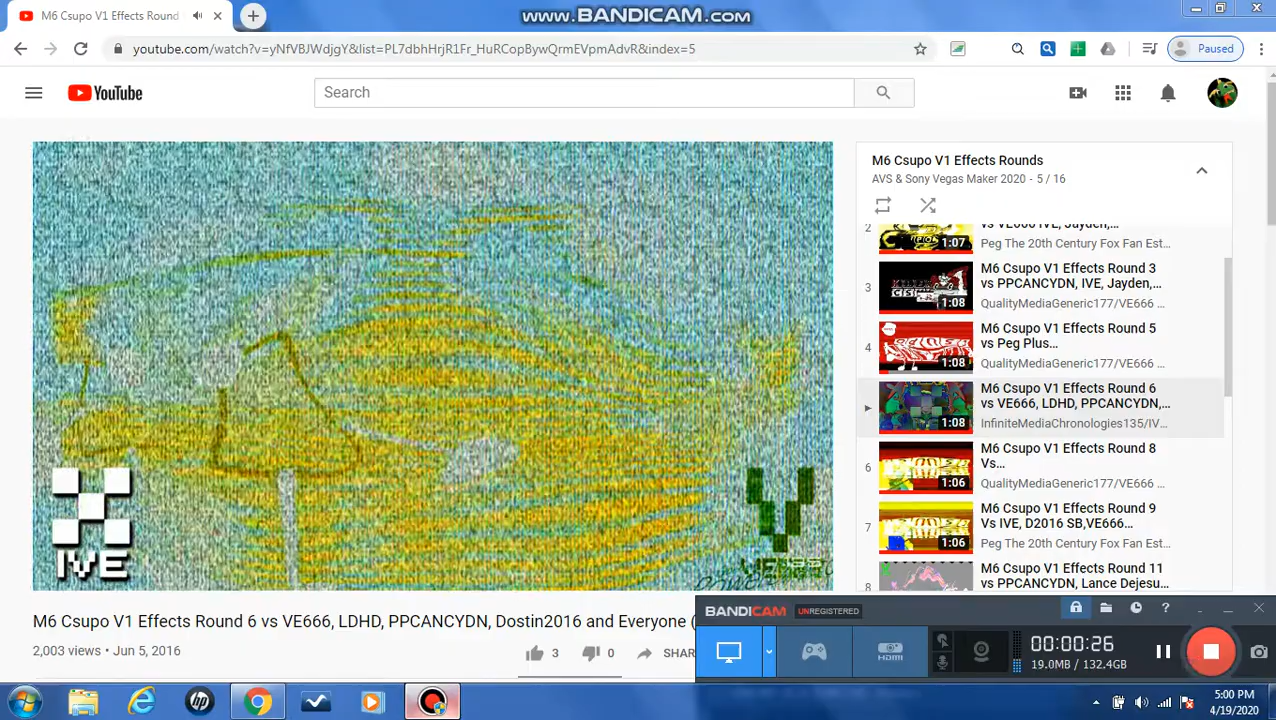 M6 Csupo V1 Effects Round
www.BANDICAM.com
youtube.com/watch?v=yNfVBJWdjgY&list=PL7dbhHrjR1Fr_HuRCopBywQrmEVpmAdvR&index=5
Paused
YouTube
Search
M6 Csupo V1 Effects Rounds
AVS & Sony Vegas Maker 2020 - 5 / 16
2
1:07
vs VE666 IVE, Jayden,...
Peg The 20th Century Fox Fan Est...
3
1:08
M6 Csupo V1 Effects Round 3
vs PPCANCYDN, IVE, Jayden,...
QualityMediaGeneric177/VE666 ...
4
1:08
M6 Csupo V1 Effects Round 5
vs Peg Plus...
QualityMediaGeneric177/VE666 ...
1:08
M6 Csupo V1 Effects Round 6
vs VE666, LDHD, PPCANCYDN,...
InfiniteMediaChronologies135/IV...
6
1:06
M6 Csupo V1 Effects Round 8
Vs...
QualityMediaGeneric177/VE666 ...
7
1:06
M6 Csupo V1 Effects Round 9
Vs IVE, D2016 SB,VE666...
Peg The 20th Century Fox Fan Est...
8
M6 Csupo V1 Effects Round 11
vs PPCANCYDN, Lance Dejesu...
IVE
M6 Csupo V1 Effects Round 6 vs VE666, LDHD, PPCANCYDN, Dostin2016 and Everyone (
2,003 views • Jun 5, 2016
3
0
SHAR
BANDICAM
UNREGISTERED
HDMI
00:00:26
19.0MB / 132.4GB
5:00 PM
4/19/2020